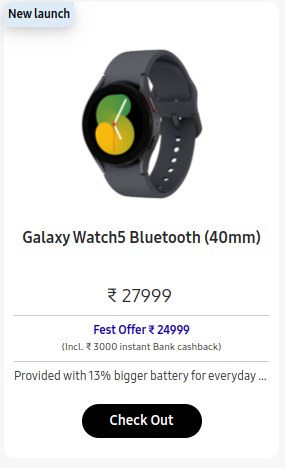 New launch
Galaxy Watch5 Bluetooth (40mm)
₹ 27999
Fest Offer ₹ 24999
(Incl. ₹ 3000 instant Bank cashback)
Provided with 13% bigger battery for everyday ...
Check Out